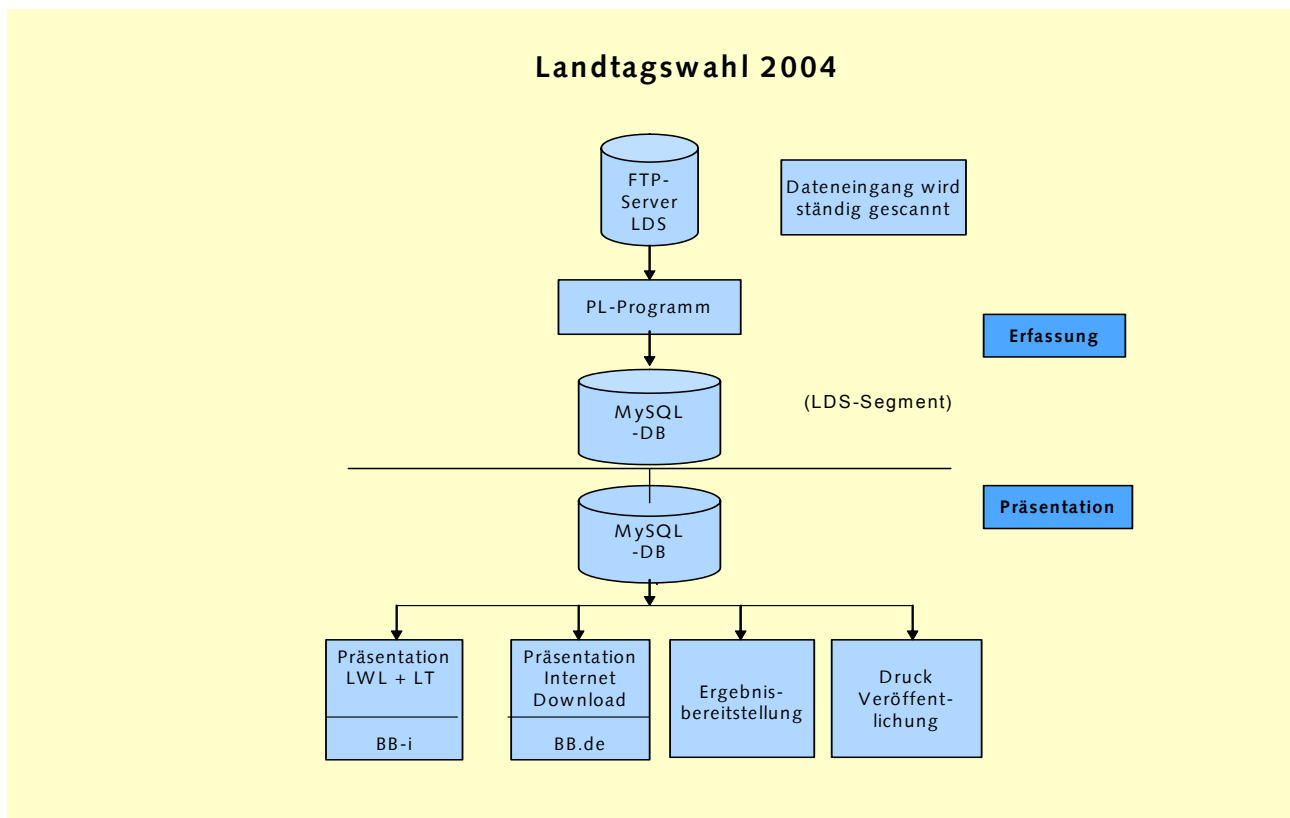 Landtagswahl 2004
FTP-
Server
LDS
Dateneingang wird
ständig gescannt
PL-Programm
Erfassung
MySQL
-DB
(LDS-Segment)
Präsentation
MySQL
-DB
Präsentation
LWL + LT
BB-i
Präsentation
Internet
Download
BB.de
Ergebnis-
bereitstellung
Druck
Veröffent-
lichung